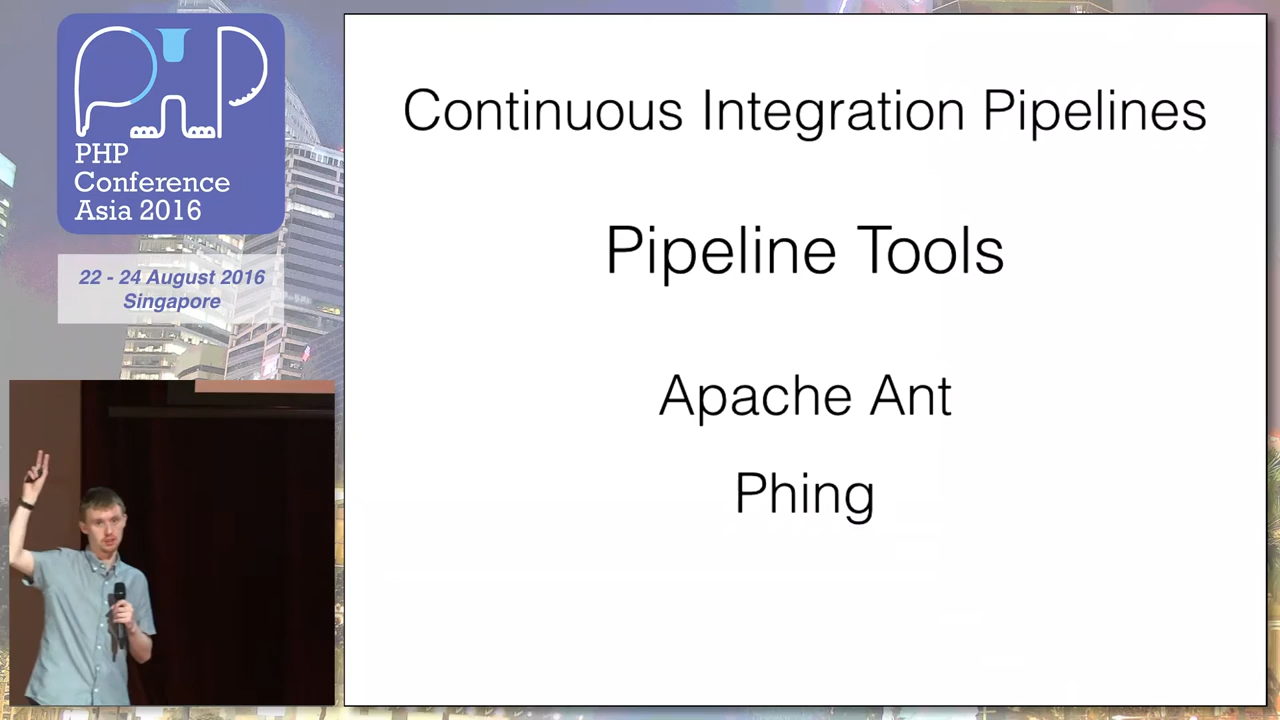 PHP
Conference
Asia 2016
22 - 24 August 2016
Singapore
Continuous Integration Pipelines
Pipeline Tools
Apache Ant
Phing